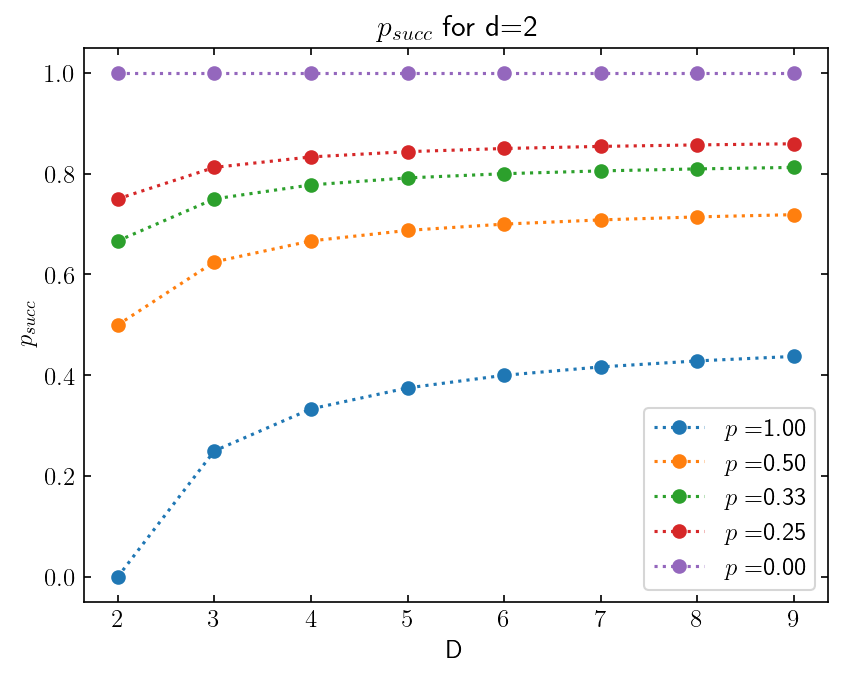 p_succ for d=2
p_succ
1.0
0.8
0.6
0.4
0.2
0.0
2 3 4 5 6 7 8 9
D
p =1.00
p =0.50
p =0.33
p =0.25
p =0.00